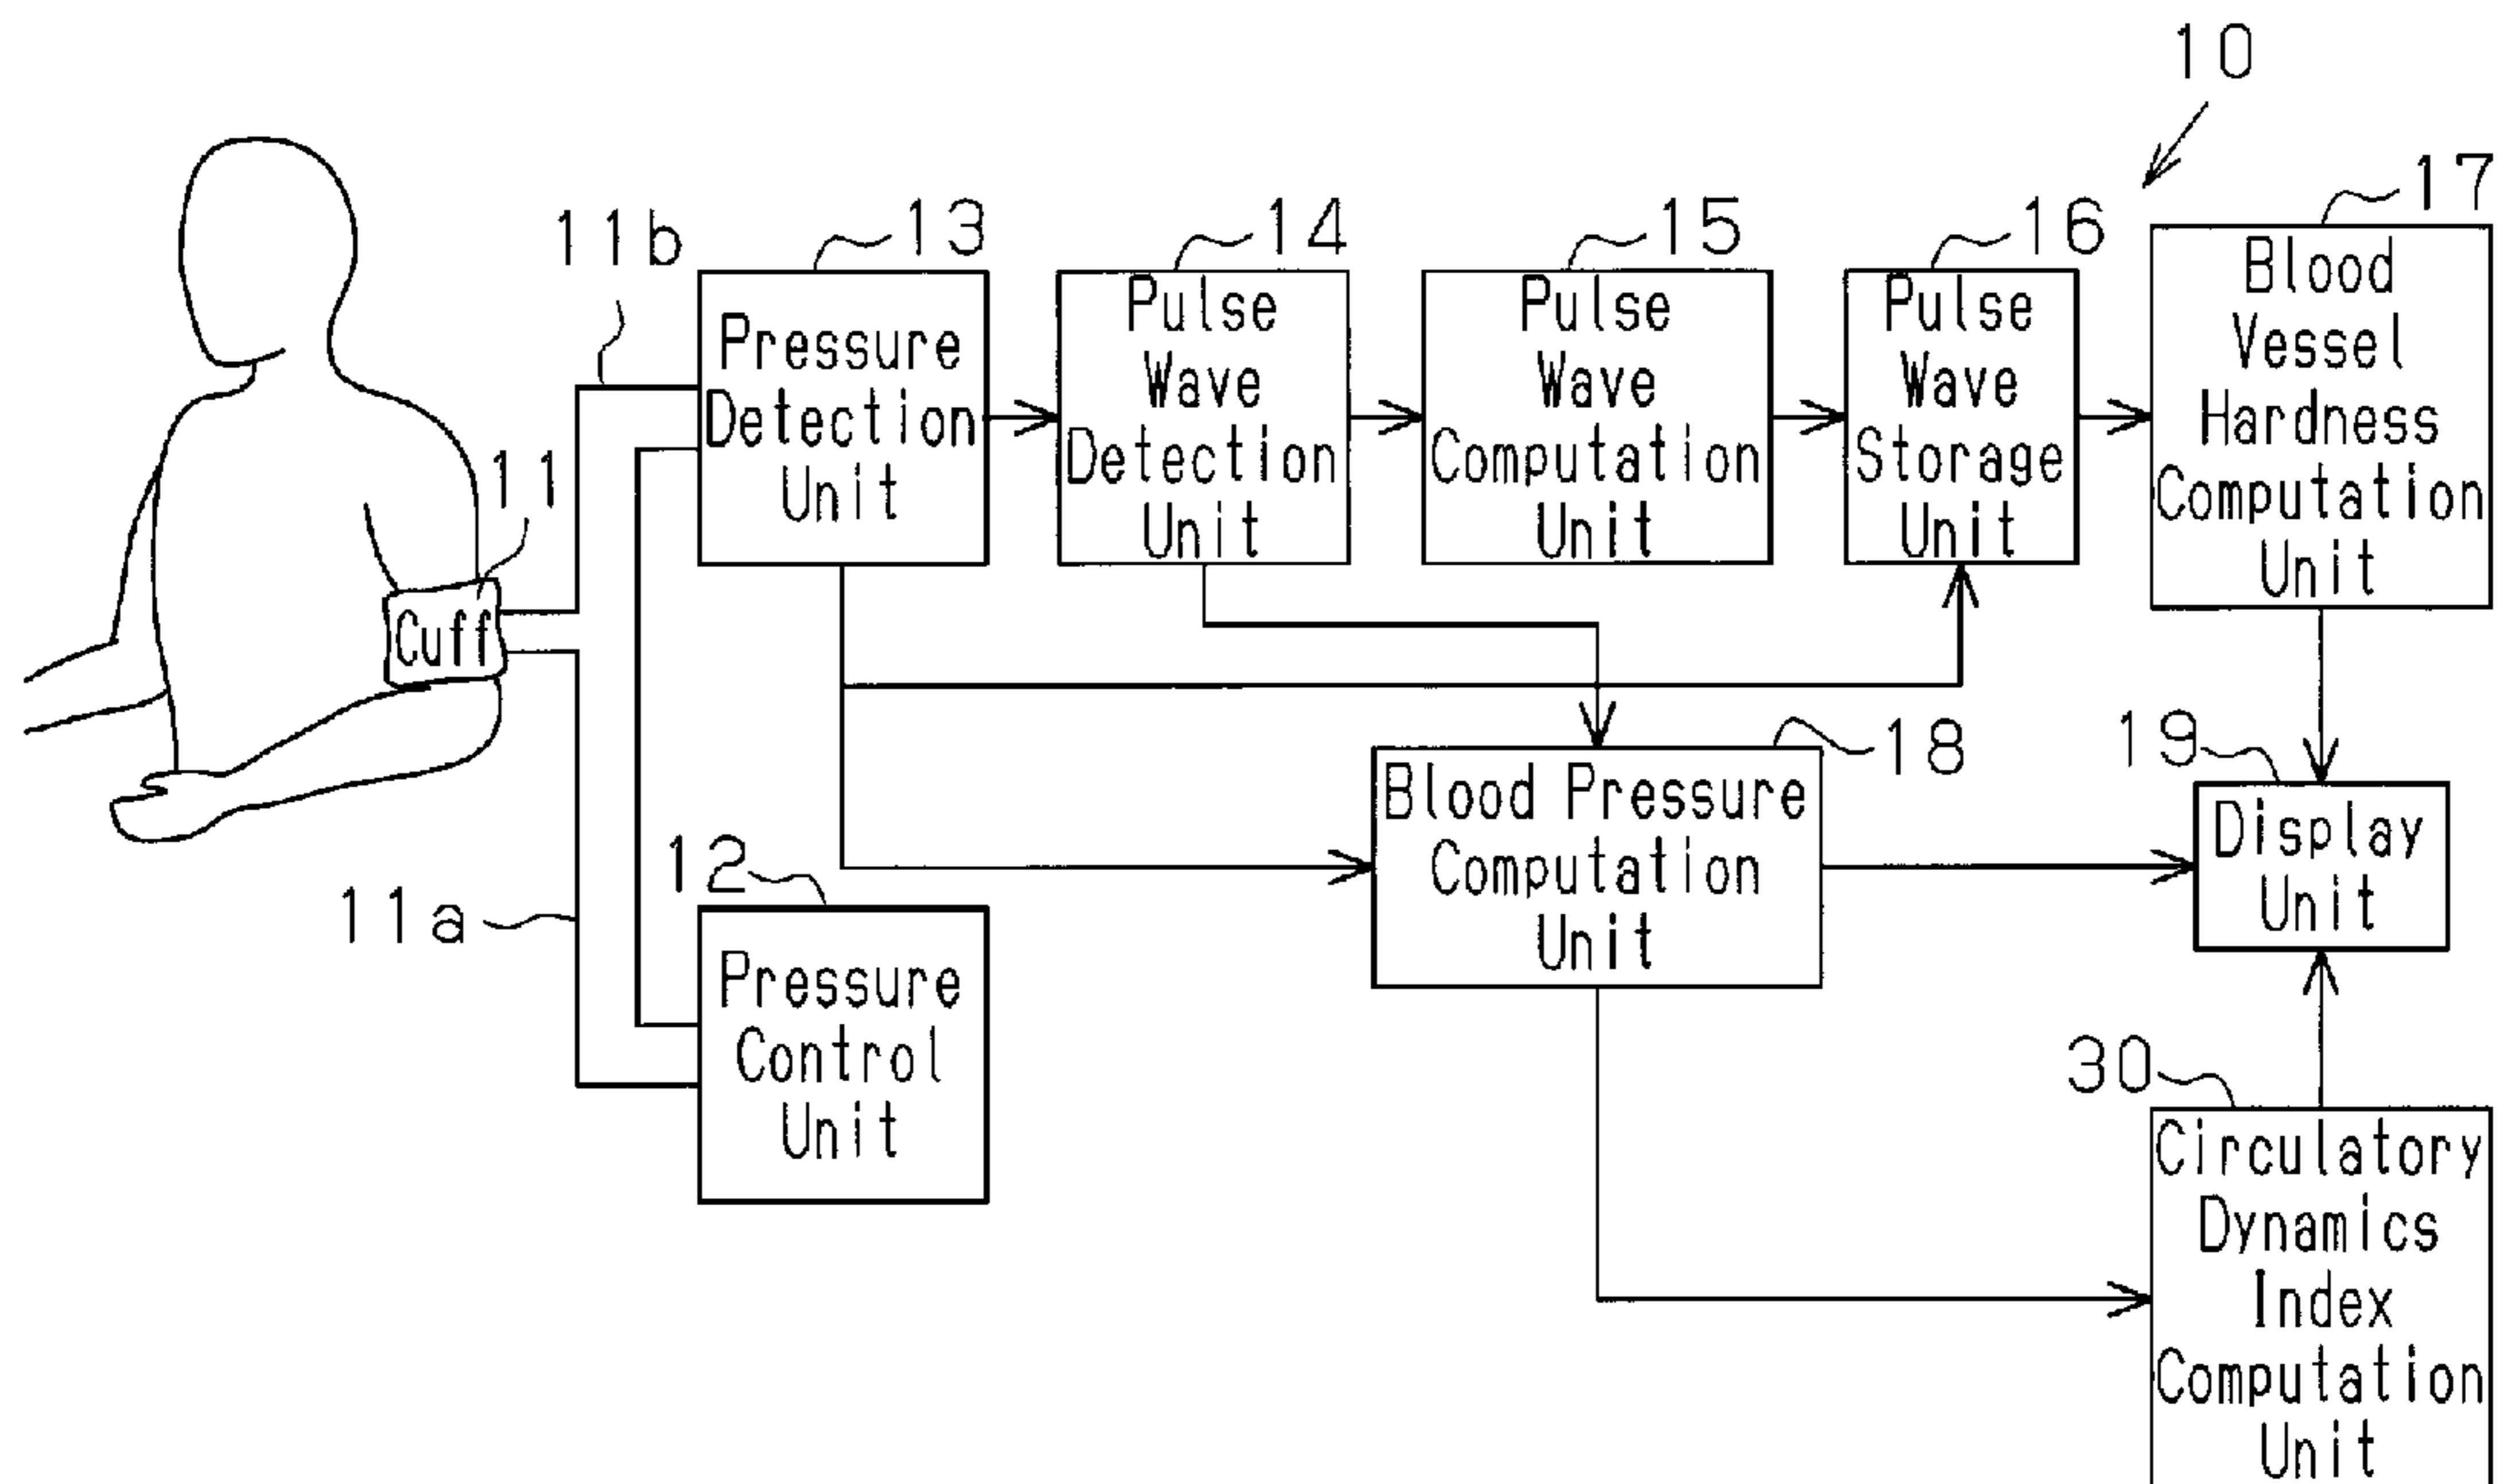 10
17
Blood
Vessel
Hardness
Computation
Unit
11b
13
Pressure
Detection
Unit
14
Pulse
Wave
Detection
Unit
15
Pulse
Wave
Computation
Unit
16
Pulse
Wave
Storage
Unit
11
Cuff
18
Blood Pressure
Computation
Unit
19
Display
Unit
12
11a
Pressure
Control
Unit
30
Circulatory
Dynamics
Index
Computation
Unit